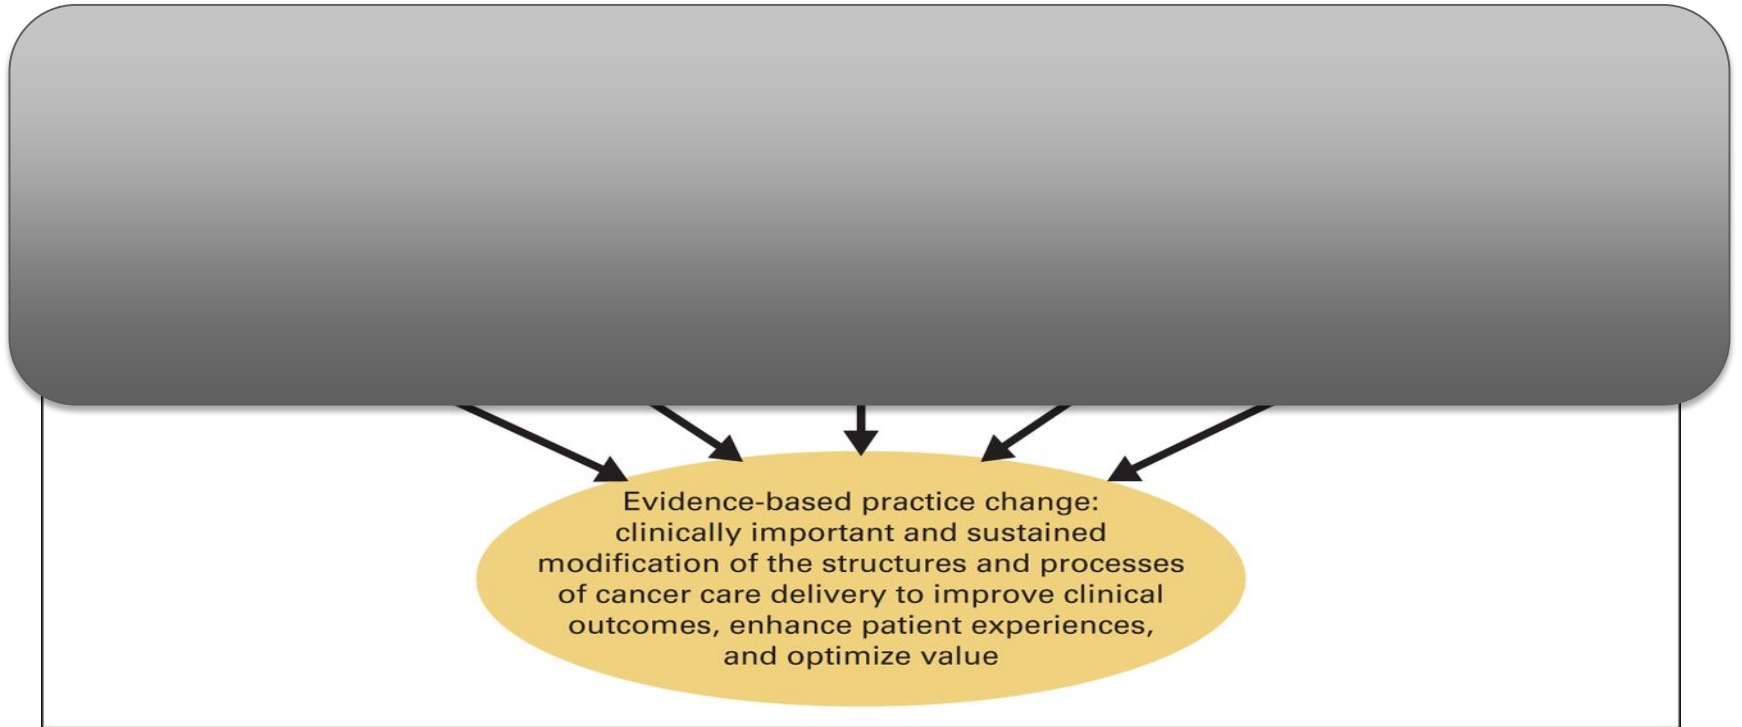 Evidence-based practice change:
clinically important and sustained
modification of the structures and processes
of cancer care delivery to improve clinical
outcomes, enhance patient experiences,
and optimize value